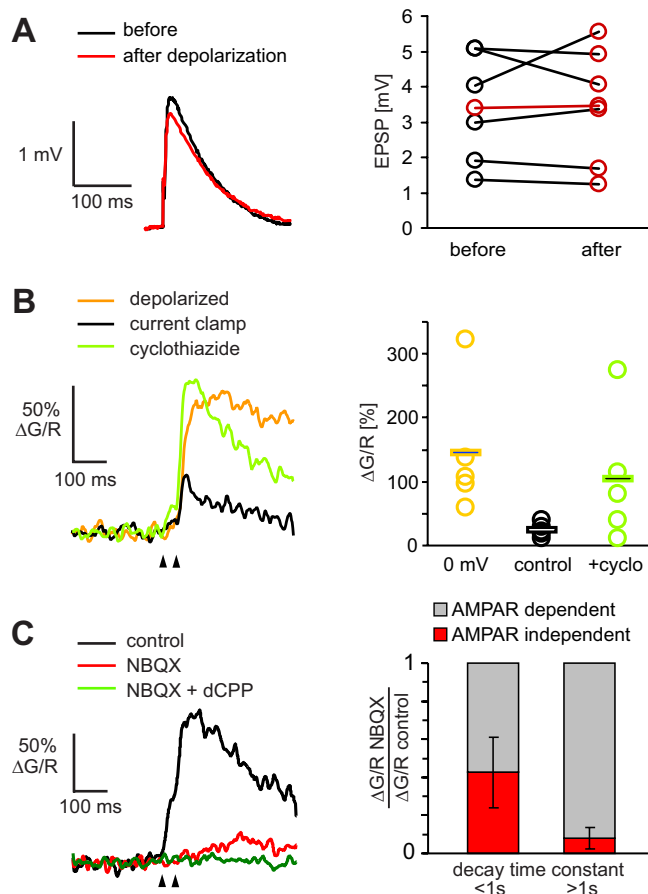 A
before
after depolarization
1 mV
100 ms
EPSP [mV]
6
5
4
3
2
1
0
before
after
B
depolarized
current clamp
cyclothiazide
50%
ΔG/R
100 ms
ΔG/R [%]
300
200
100
0
0 mV
control
+cyclo
C
control
NBQX
NBQX + dCPP
50%
ΔG/R
100 ms
AMPAR dependent
AMPAR independent
ΔG/R NBQX
ΔG/R control
1
0
decay time constant
<1s
>1s